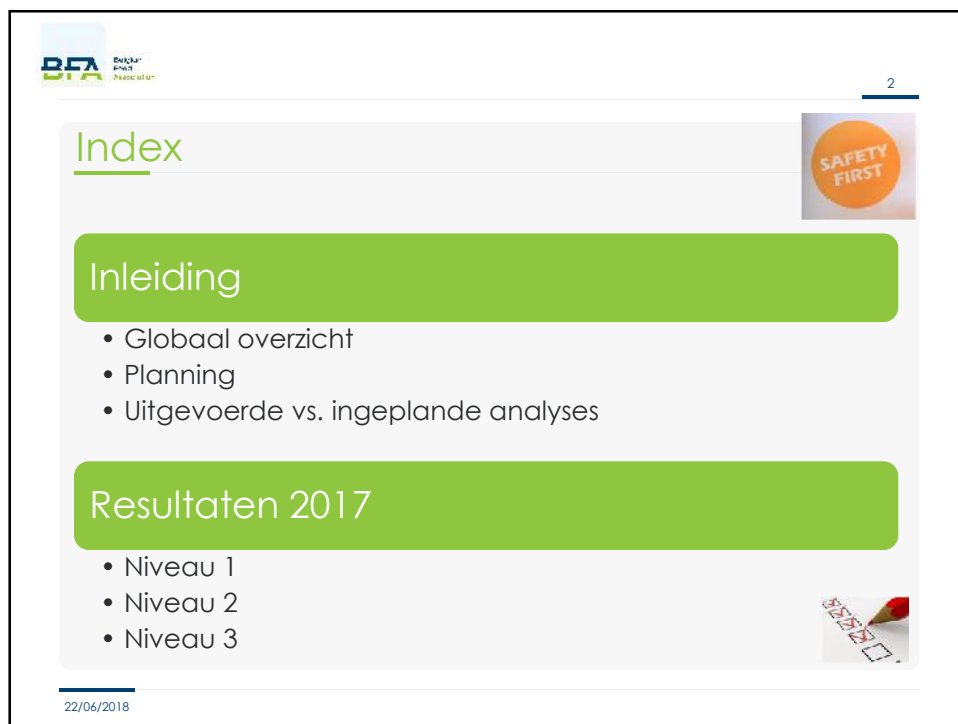 BFA
2
Index
SAFETY
FIRST
Inleiding
• Globaal overzicht
• Planning
• Uitgevoerde vs. ingeplande analyses
Resultaten 2017
• Niveau 1
• Niveau 2
• Niveau 3
22/06/2018